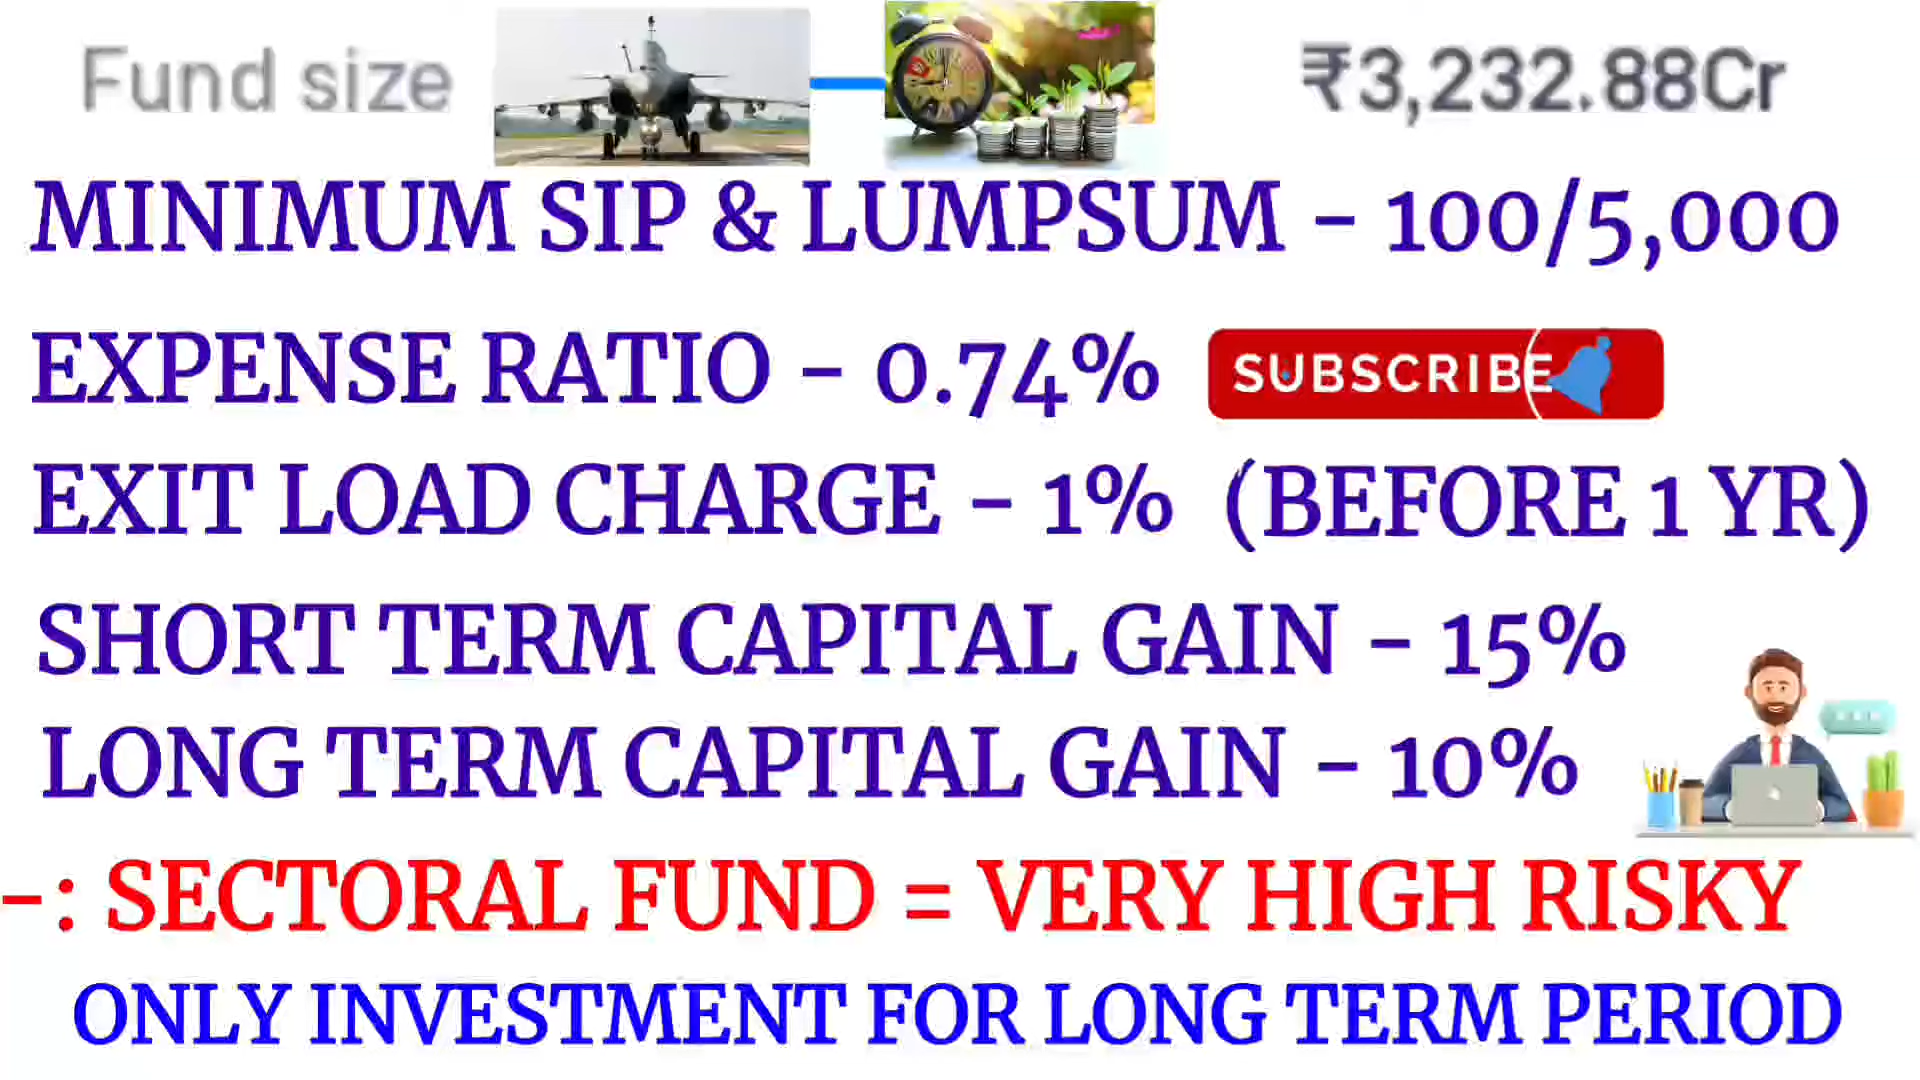 Fund size ₹3,232.88Cr
MINIMUM SIP & LUMPSUM - 100/5,000
EXPENSE RATIO - 0.74% SUBSCRIBE
EXIT LOAD CHARGE - 1% (BEFORE 1 YR)
SHORT TERM CAPITAL GAIN - 15%
LONG TERM CAPITAL GAIN - 10%
-: SECTORAL FUND = VERY HIGH RISKY
ONLY INVESTMENT FOR LONG TERM PERIOD